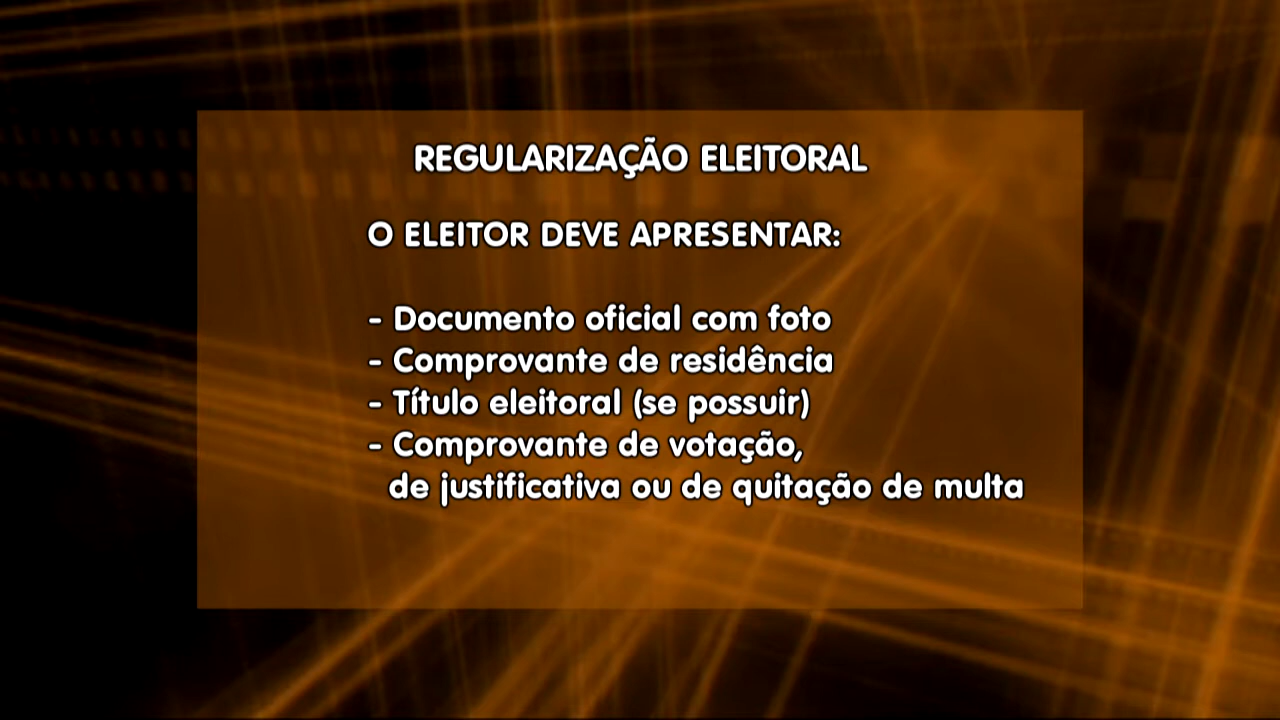 REGULARIZAÇÃO ELEITORAL
O ELEITOR DEVE APRESENTAR:
- Documento oficial com foto
- Comprovante de residência
- Título eleitoral (se possuir)
- Comprovante de votação,
de justificativa ou de quitação de multa